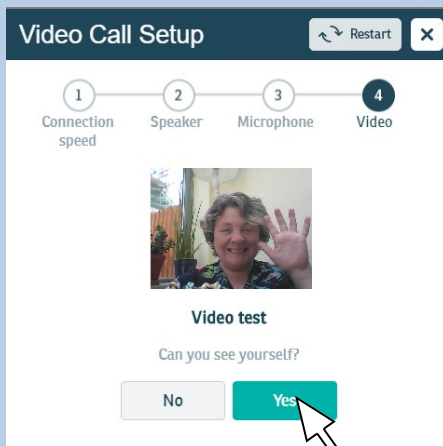 Video Call Setup
Restart
1 2 3 4
Connection speed Speaker Microphone Video
Video test
Can you see yourself?
No Yes